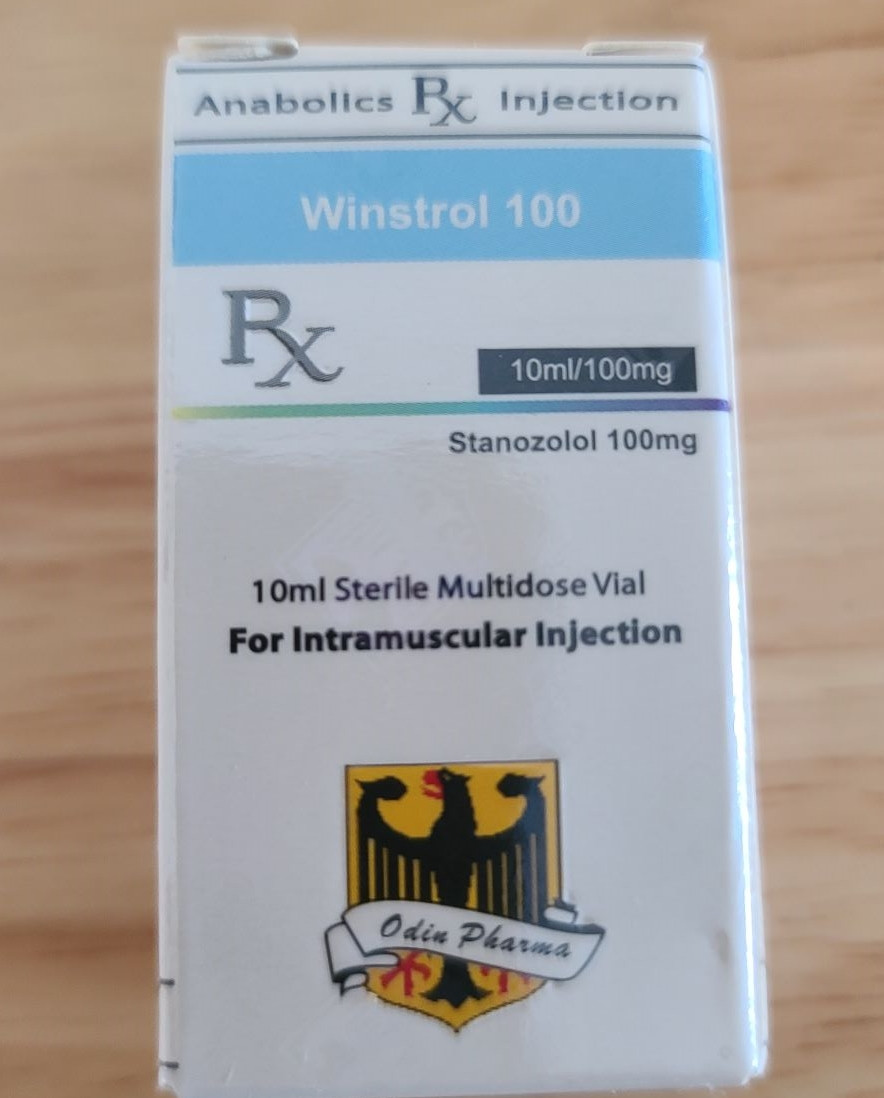 Anabolics Rx Injection
Winstrol 100
Rx
10ml/100mg
Stanozolol 100mg
10ml Sterile Multidose Vial
For Intramuscular Injection
Odin Pharma